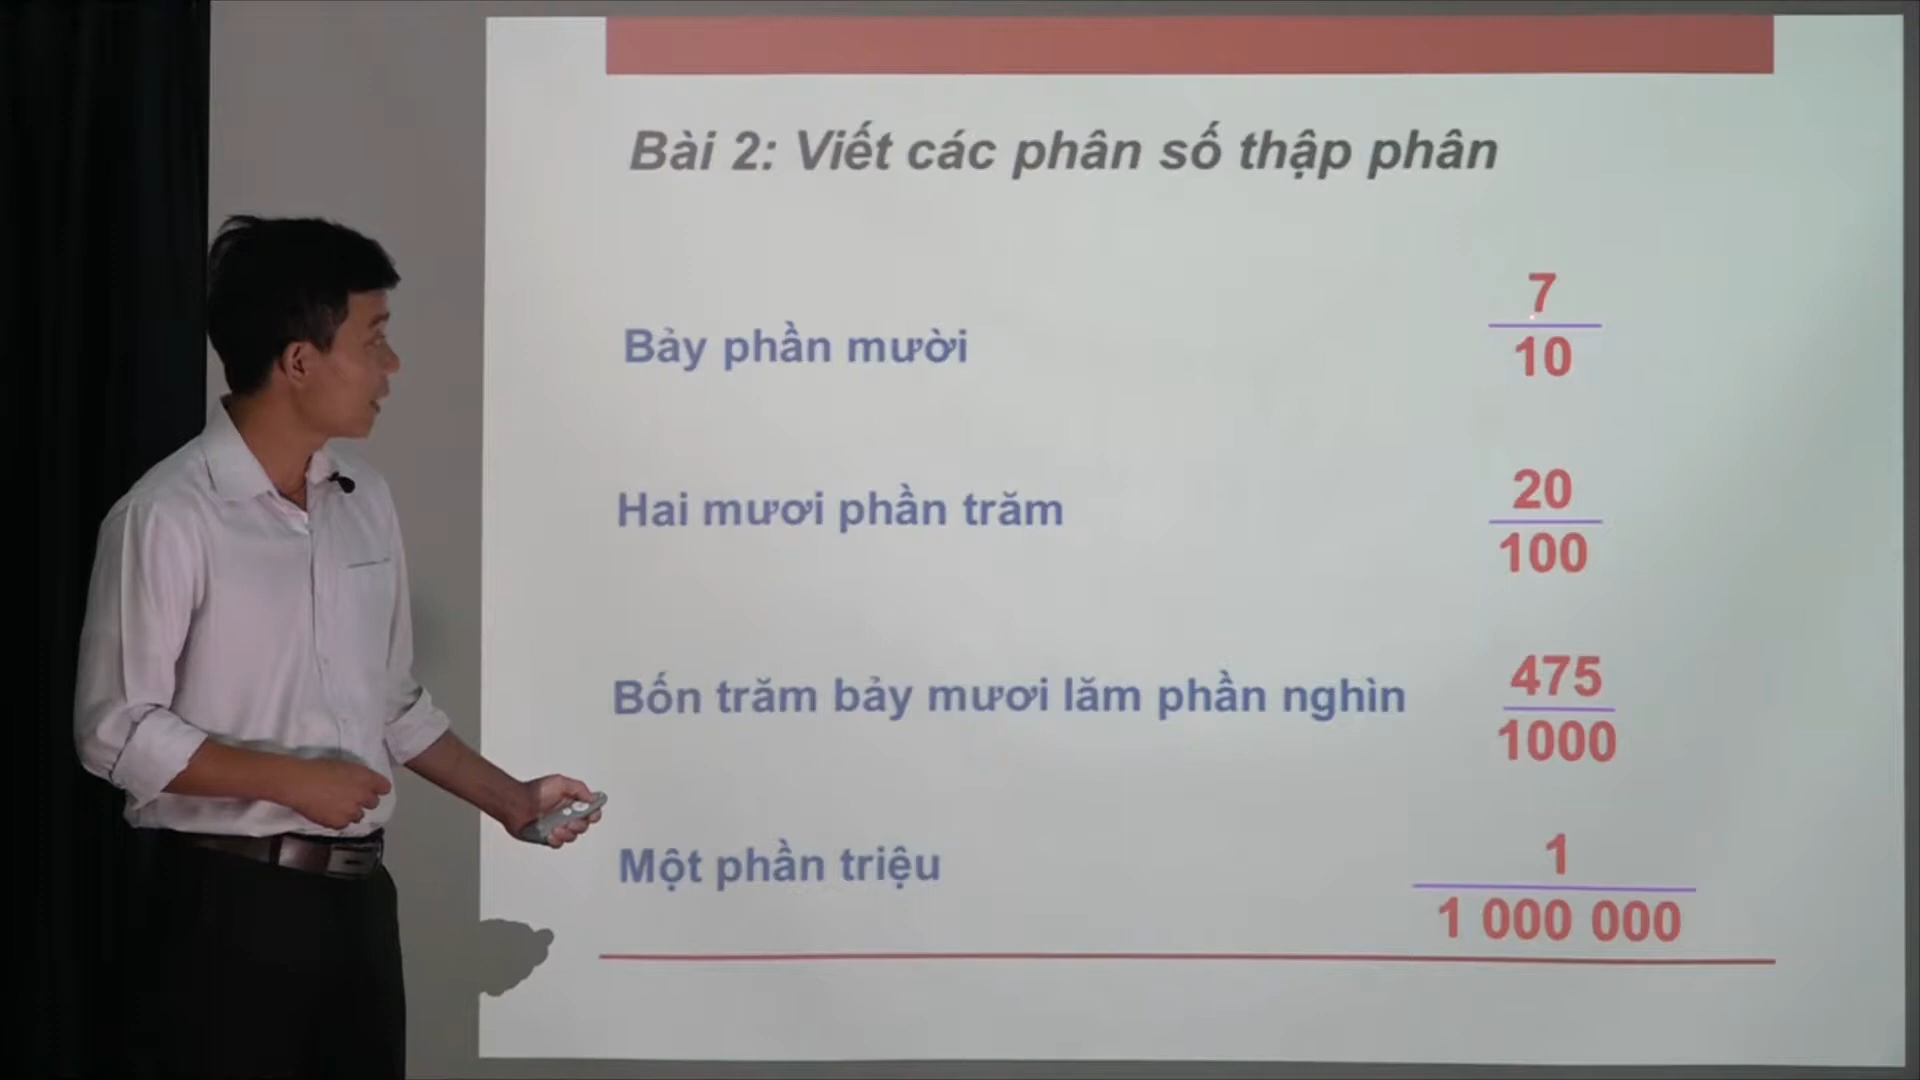 Bài 2: Viết các phân số thập phân
Bảy phần mười
7
10
Hai mươi phần trăm
20
100
Bốn trăm bảy mươi lăm phần nghìn
475
1000
Một phần triệu
1
1 000 000